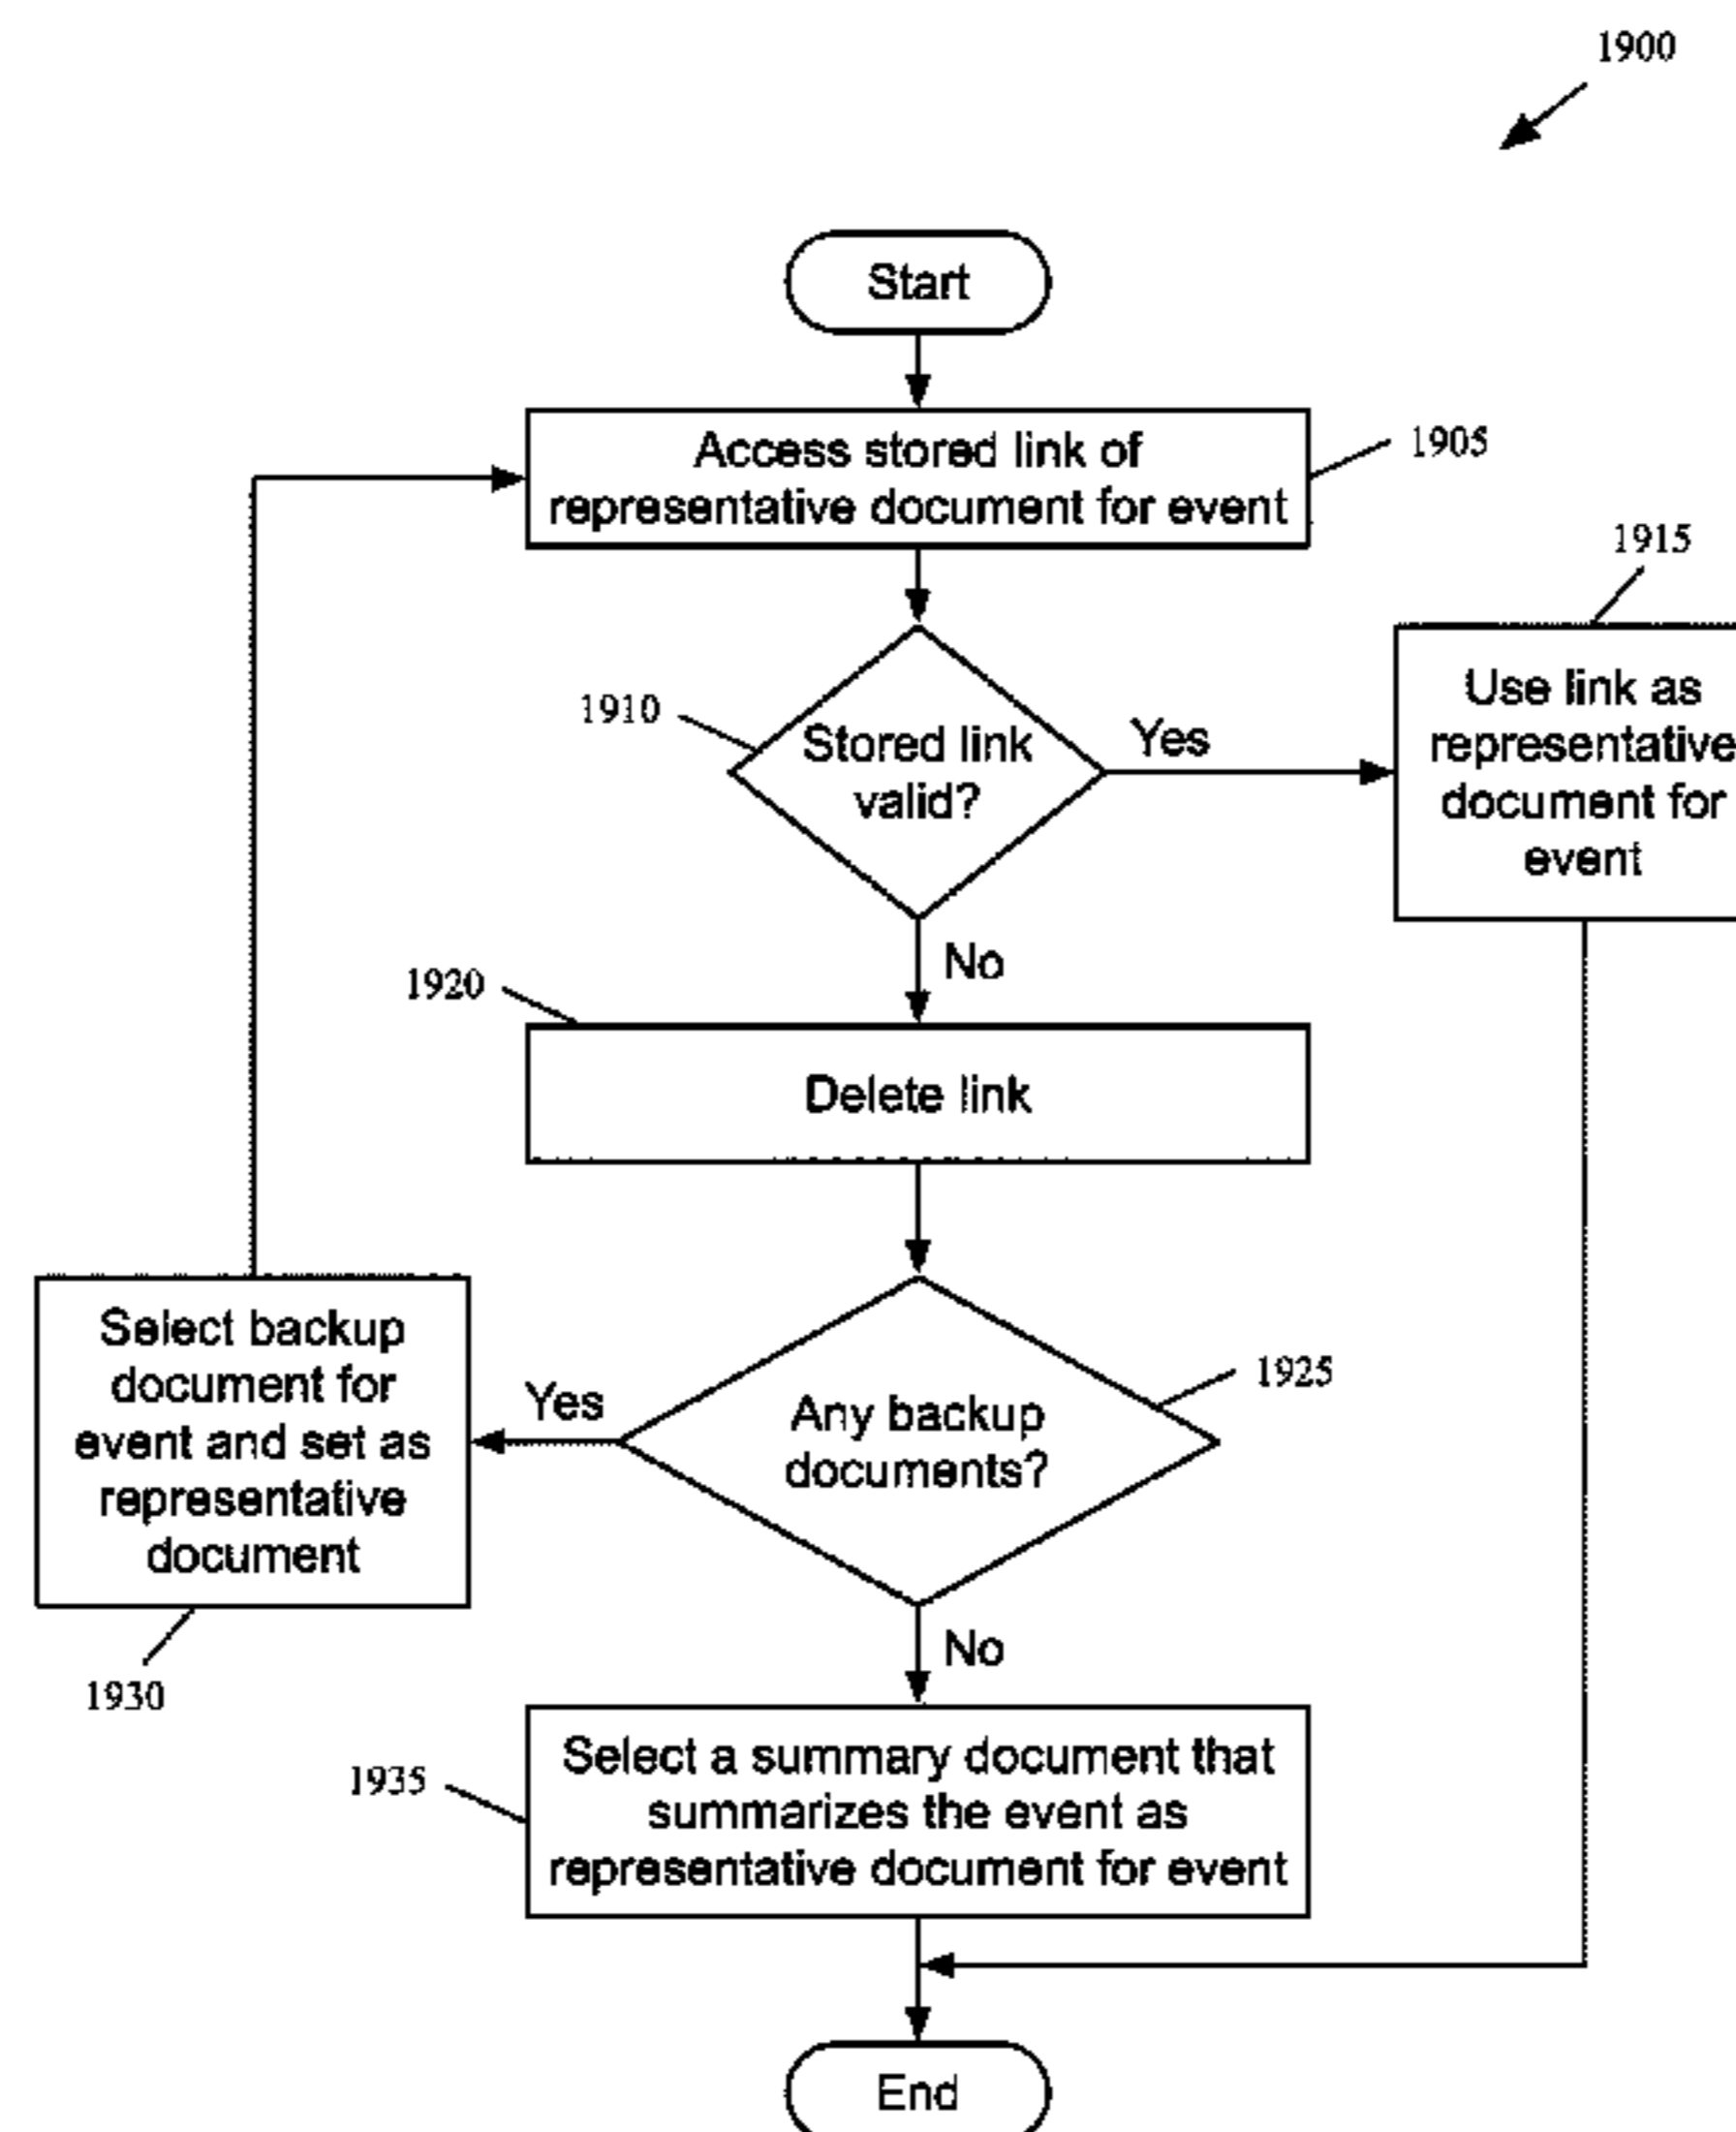 1900
Start
Access stored link of
representative document for event
1905
1915
Use link as
representative
document for
event
1910
Stored link
valid?
Yes
No
1920
Delete link
Select backup
document for
event and set as
representative
document
Yes
Any backup
documents?
1925
No
1930
1935
Select a summary document that
summarizes the event as
representative document for event
End